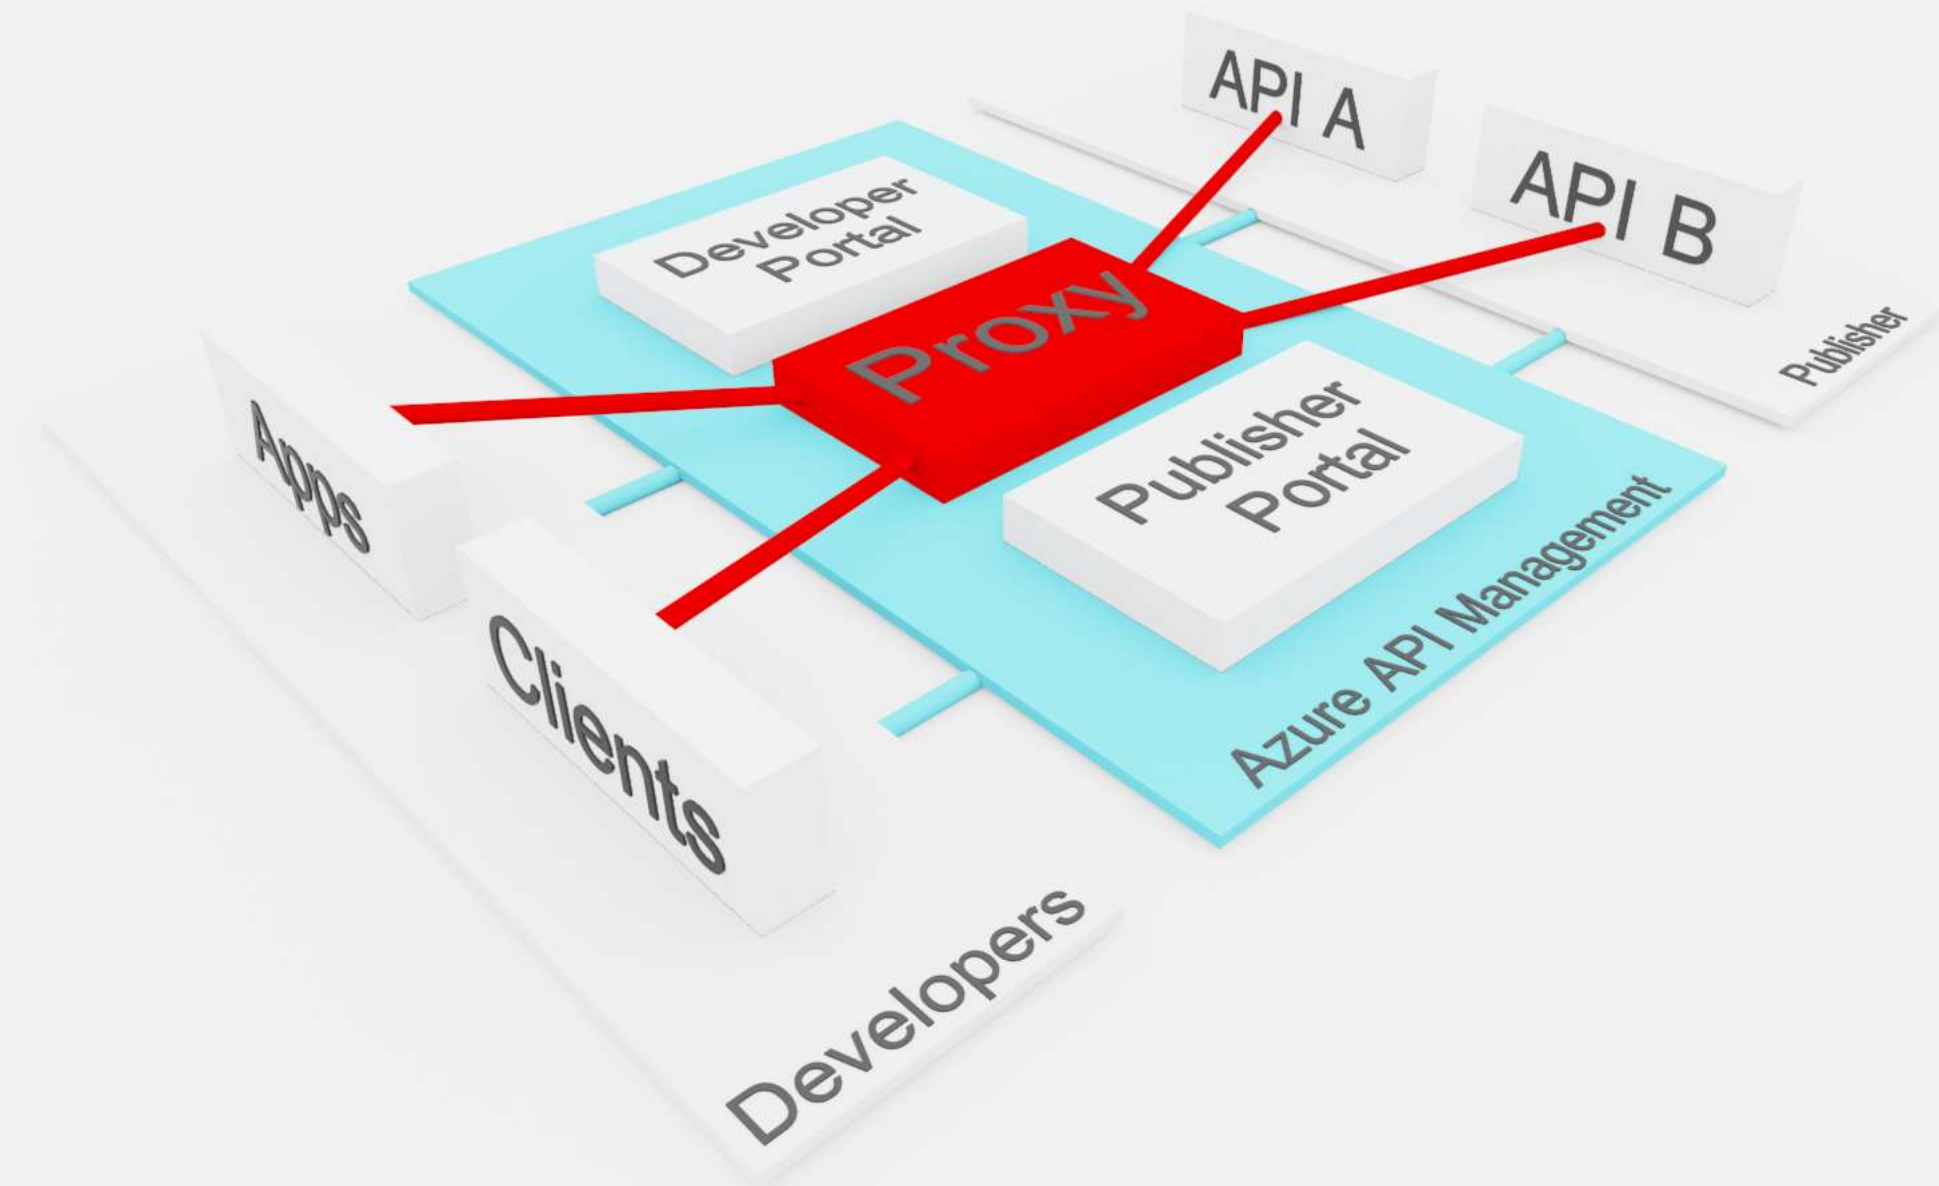 API A
API B
Publisher
Developer
Portal
Proxy
Publisher
Portal
Azure API Management
Apps
Clients
Developers